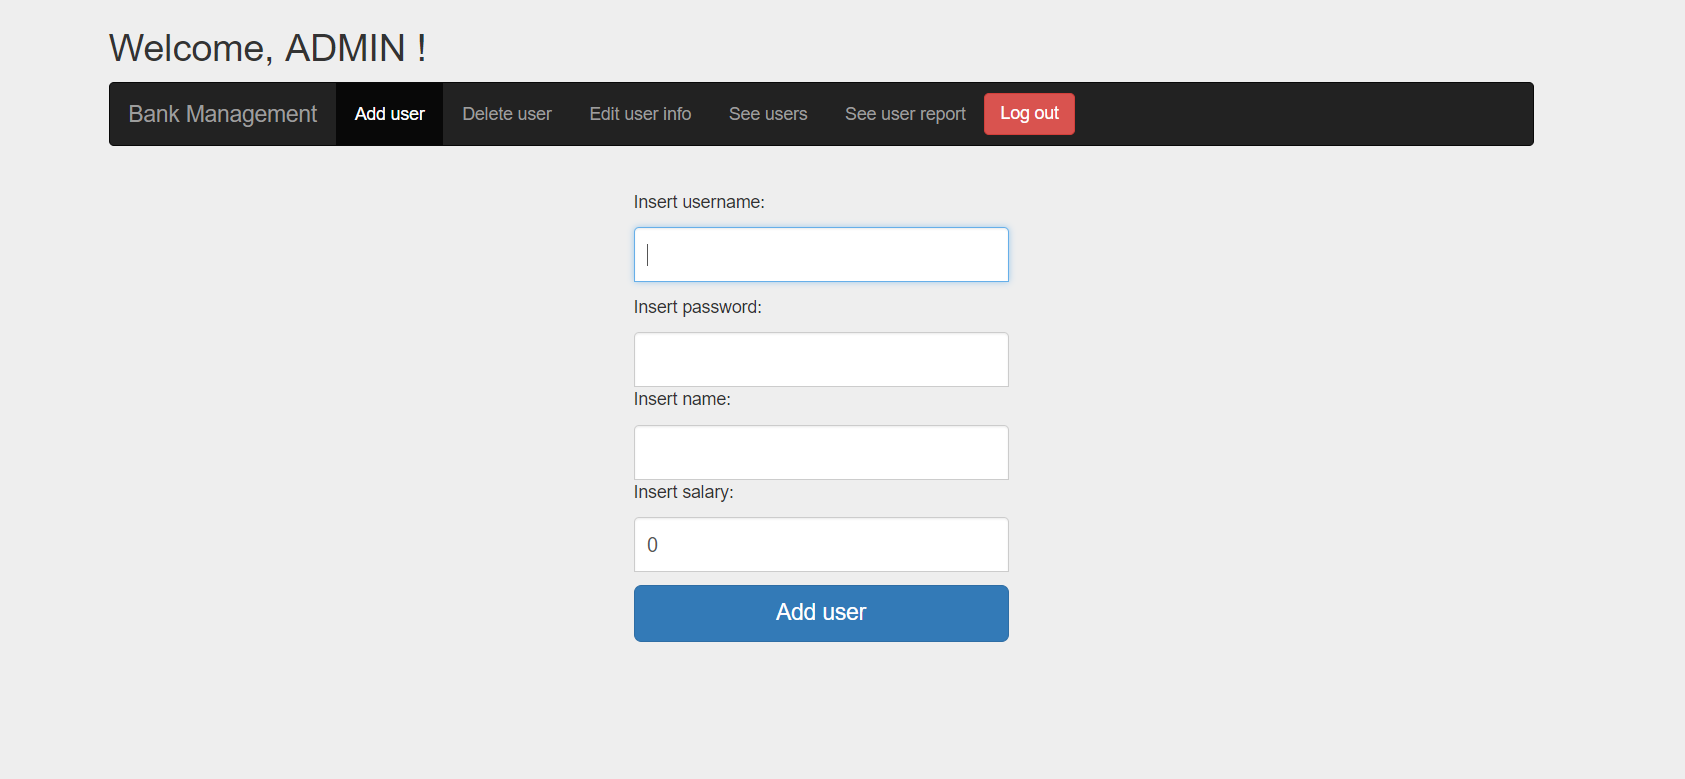 Welcome, ADMIN !
Bank Management Add user Delete user Edit user info See users See user report Log out
Insert username:
Insert password:
Insert name:
Insert salary:
0
Add user